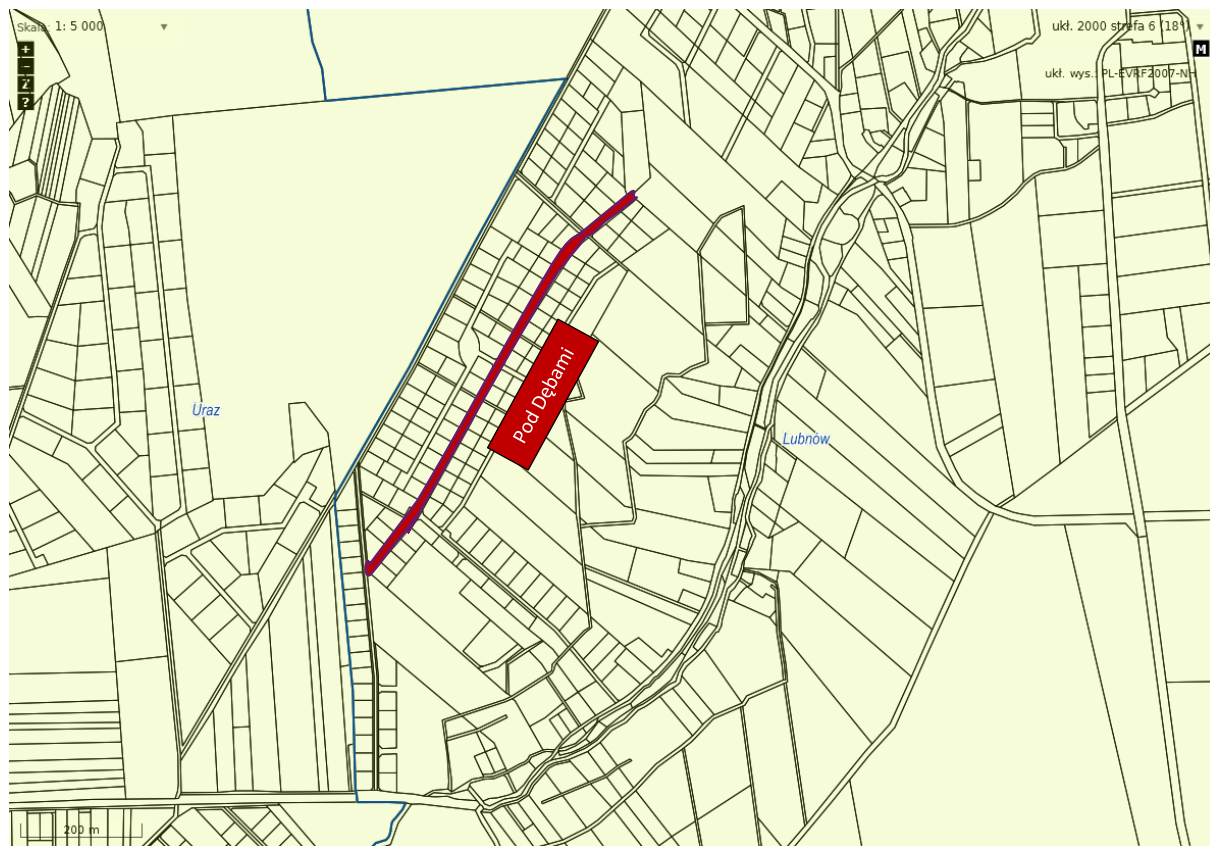 Skala: 1: 5 000
ukł. 2000 strefa 6 (18°)
ukł. wys.: PL-EVRF2007-NH
+
–
Z
?
M
Pod Dębami
Uraz
Lubnów
200 m